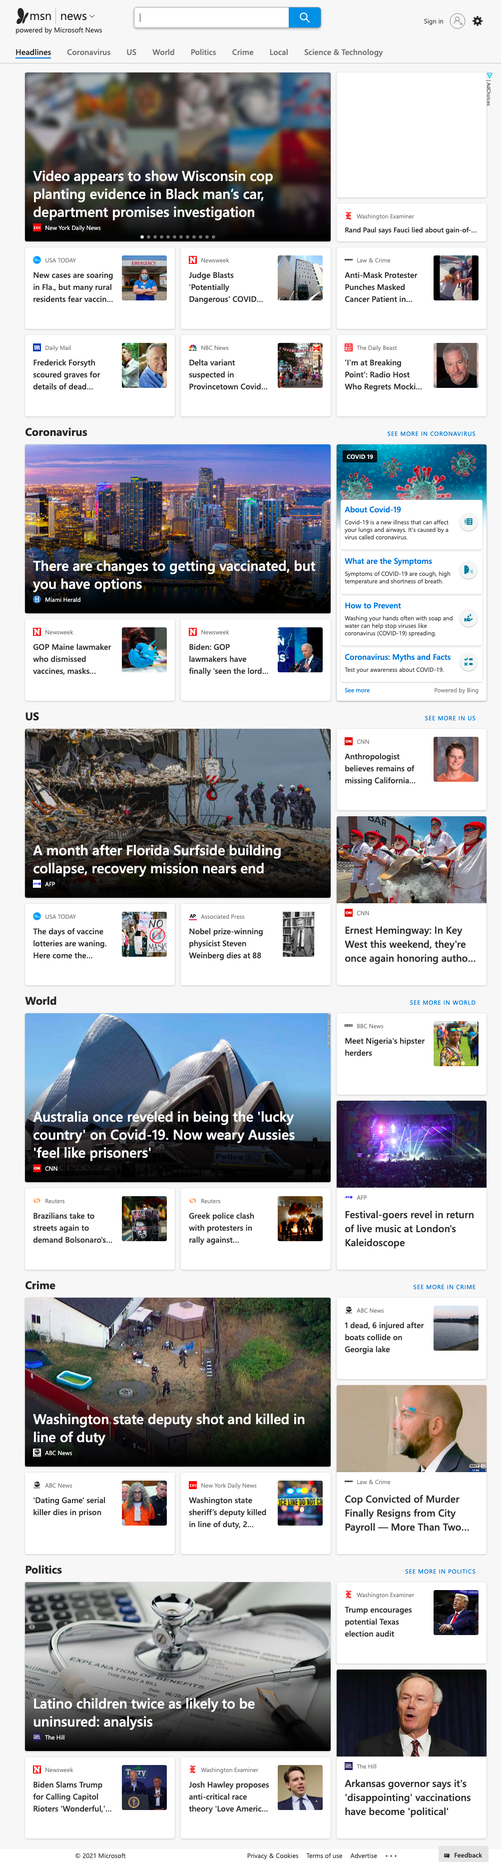 msn | news
powered by Microsoft News
Sign in
Headlines Coronavirus US World Politics Crime Local Science & Technology
Video appears to show Wisconsin cop
planting evidence in Black man's car,
department promises investigation
New York Daily News
AdChoices
Washington Examiner
Rand Paul says Fauci lied about gain-of-...
USA TODAY
New cases are soaring
in Fla., but many rural
residents fear vaccin...
EMERGENCY
Newsweek
Judge Blasts
'Potentially
Dangerous' COVID...
Law & Crime
Anti-Mask Protester
Punches Masked
Cancer Patient in...
Daily Mail
Frederick Forsyth
scoured graves for
details of dead...
NBC News
Delta variant
suspected in
Provincetown Covid...
The Daily Beast
'I'm at Breaking
Point': Radio Host
Who Regrets Mocki...
Coronavirus
SEE MORE IN CORONAVIRUS
There are changes to getting vaccinated, but
you have options
Miami Herald
COVID 19
About Covid-19
Covid-19 is a new illness that can affect
your lungs and airways. It's caused by a
virus called coronavirus.
What are the Symptoms
Symptoms of COVID-19 are cough, high
temperature and shortness of breath.
How to Prevent
Washing your hands often with soap and
water can help stop viruses like
coronavirus (COVID-19) spreading.
Coronavirus: Myths and Facts
Test your awareness about COVID-19.
See more
Powered by Bing
Newsweek
GOP Maine lawmaker
who dismissed
vaccines, masks...
Newsweek
Biden: GOP
lawmakers have
finally 'seen the lord...
US
SEE MORE IN US
A month after Florida Surfside building
collapse, recovery mission nears end
AFP
CNN
Anthropologist
believes remains of
missing California...
BAR
CNN
Ernest Hemingway: In Key
West this weekend, they're
once again honoring autho...
USA TODAY
The days of vaccine
lotteries are waning.
Here come the...
NO
MASKS
AP Associated Press
Nobel prize-winning
physicist Steven
Weinberg dies at 88
World
SEE MORE IN WORLD
Australia once reveled in being the 'lucky
country' on Covid-19. Now weary Aussies
'feel like prisoners'
Police
CNN
BBC News
Meet Nigeria's hipster
herders
AFP
Festival-goers revel in return
of live music at London's
Kaleidoscope
Reuters
Brazilians take to
streets again to
demand Bolsonaro's...
Reuters
Greek police clash
with protesters in
rally against...
Crime
SEE MORE IN CRIME
Washington state deputy shot and killed in
line of duty
ABC News
ABC News
1 dead, 6 injured after
boats collide on
Georgia lake
Law & Crime
Cop Convicted of Murder
Finally Resigns from City
Payroll — More Than Two...
ABC News
'Dating Game' serial
killer dies in prison
New York Daily News
Washington state
sheriff's deputy killed
in line of duty, 2...
Politics
SEE MORE IN POLITICS
EXPLANATION OF BENEFITS
THIS IS NOT A BILL
Latino children twice as likely to be
uninsured: analysis
The Hill
Washington Examiner
Trump encourages
potential Texas
election audit
The Hill
Arkansas governor says it's
'disappointing' vaccinations
have become 'political'
Newsweek
Biden Slams Trump
for Calling Capitol
Rioters 'Wonderful,'...
Washington Examiner
Josh Hawley proposes
anti-critical race
theory 'Love Americ...
© 2021 Microsoft
Privacy & Cookies Terms of use Advertise ...
Feedback